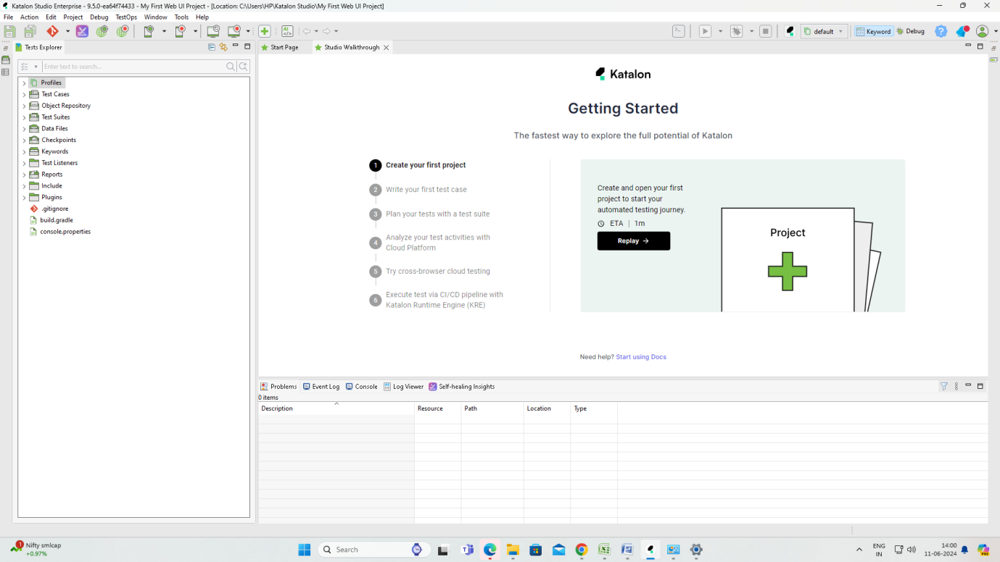 Katalon Studio Enterprise - 9.5.0-ea64f74433 - My First Web UI Project - [Location: C:\Users\HP\Katalon Studio\My First Web UI Project]
File Action Edit Project Debug TestOps Window Tools Help
default Keyword Debug
Tests Explorer
Enter text to search...
Profiles
Test Cases
Object Repository
Test Suites
Data Files
Checkpoints
Keywords
Test Listeners
Reports
Include
Plugins
.gitignore
build.gradle
console.properties
Start Page Studio Walkthrough
Katalon
Getting Started
The fastest way to explore the full potential of Katalon
1 Create your first project
2 Write your first test case
3 Plan your tests with a test suite
4 Analyze your test activities with
Cloud Platform
5 Try cross-browser cloud testing
6 Execute test via CI/CD pipeline with
Katalon Runtime Engine (KRE)
Create and open your first
project to start your
automated testing journey.
ETA | 1m
Replay →
Project
Need help? Start using Docs
Problems Event Log Console Log Viewer Self-healing Insights
0 items
Description Resource Path Location Type
1 Nifty smlcap
+0.97%
Search
ENG
IN
14:00
11-06-2024